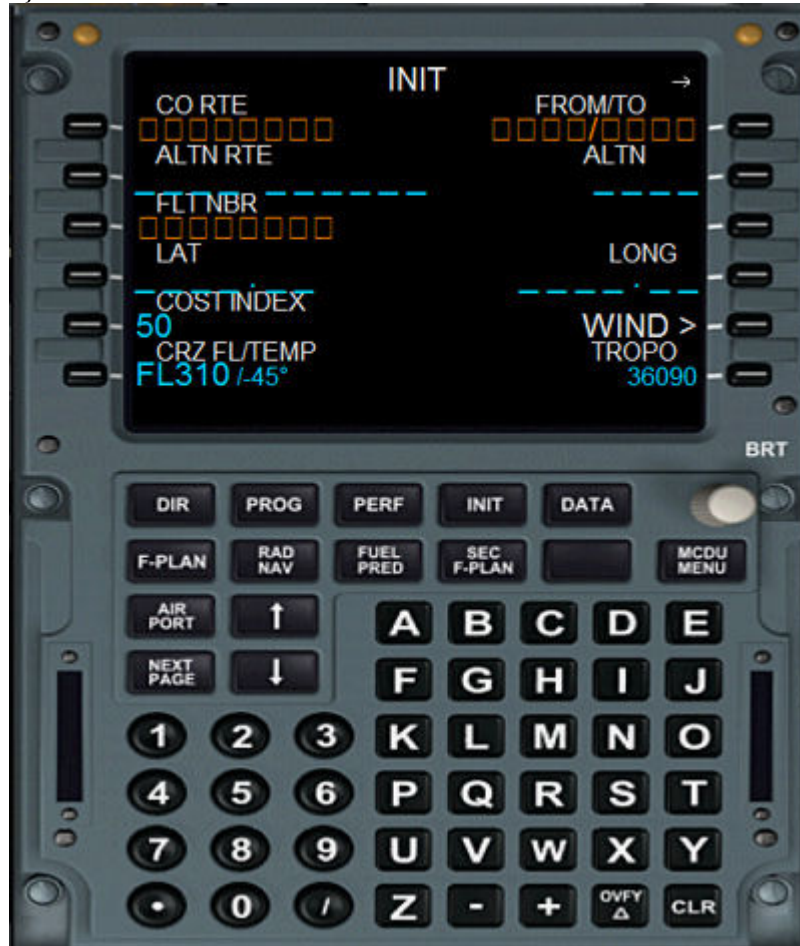 INIT →
CO RTE FROM/TO
□□□□□□□□ □□□□/□□□□
ALTN RTE ALTN
---- ------ ----
FLT NBR
□□□□□□□□
LAT LONG
----.-- -----.--
COST INDEX
50 WIND >
CRZ FL/TEMP TROPO
FL310 /-45° 36090
BRT
DIR PROG PERF INIT DATA
F-PLAN RAD NAV FUEL PRED SEC F-PLAN MCDU MENU
AIR PORT ↑ A B C D E
NEXT PAGE ↓ F G H I J
1 2 3 K L M N O
4 5 6 P Q R S T
7 8 9 U V W X Y
. 0 / Z - + OVFY △ CLR